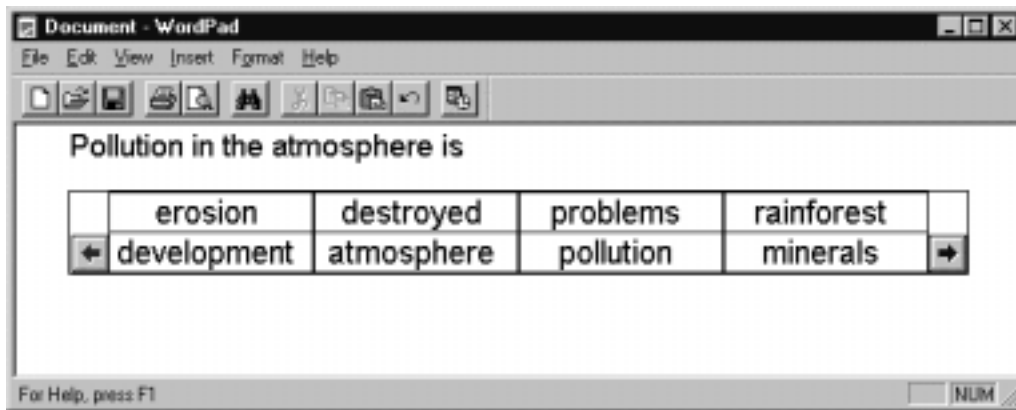 Document - WordPad
File Edit View Insert Format Help
Pollution in the atmosphere is
erosion destroyed problems rainforest
development atmosphere pollution minerals
For Help, press F1 NUM